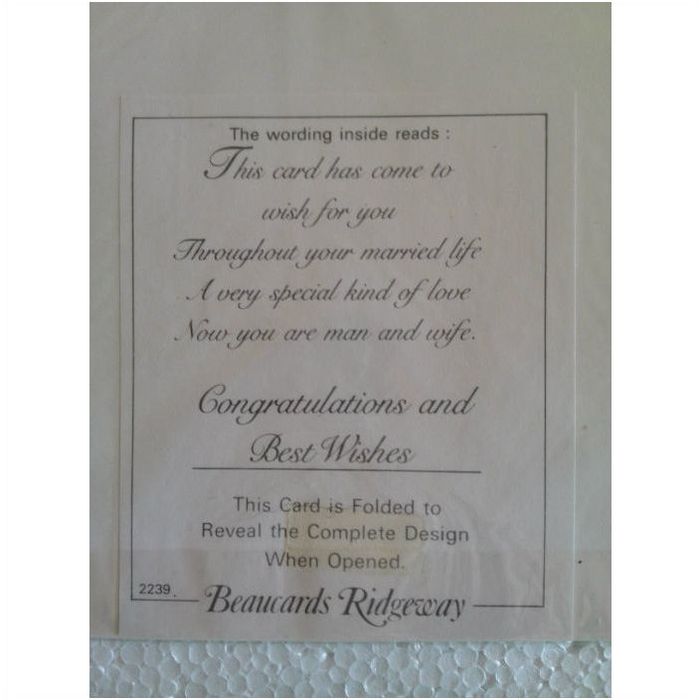 The wording inside reads :
This card has come to
wish for you
Throughout your married life
A very special kind of love
Now you are man and wife.
Congratulations and
Best Wishes
This Card is Folded to
Reveal the Complete Design
When Opened.
2239
Beaucards Ridgeway